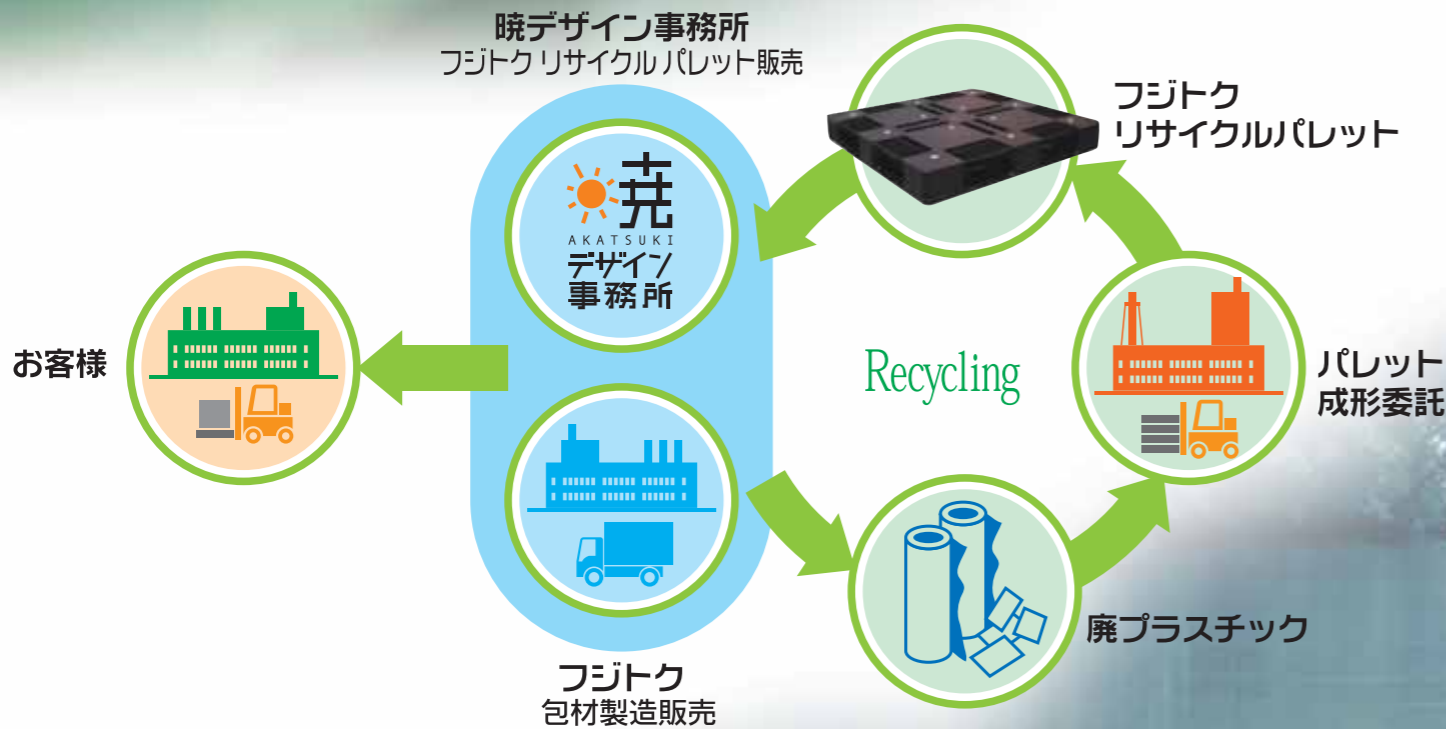 暁デザイン事務所
フジトク リサイクル パレット販売
フジトク
リサイクルパレット
暁
AKATSUKI
デザイン
事務所
お客様
Recycling
パレット
成形委託
廃プラスチック
フジトク
包材製造販売